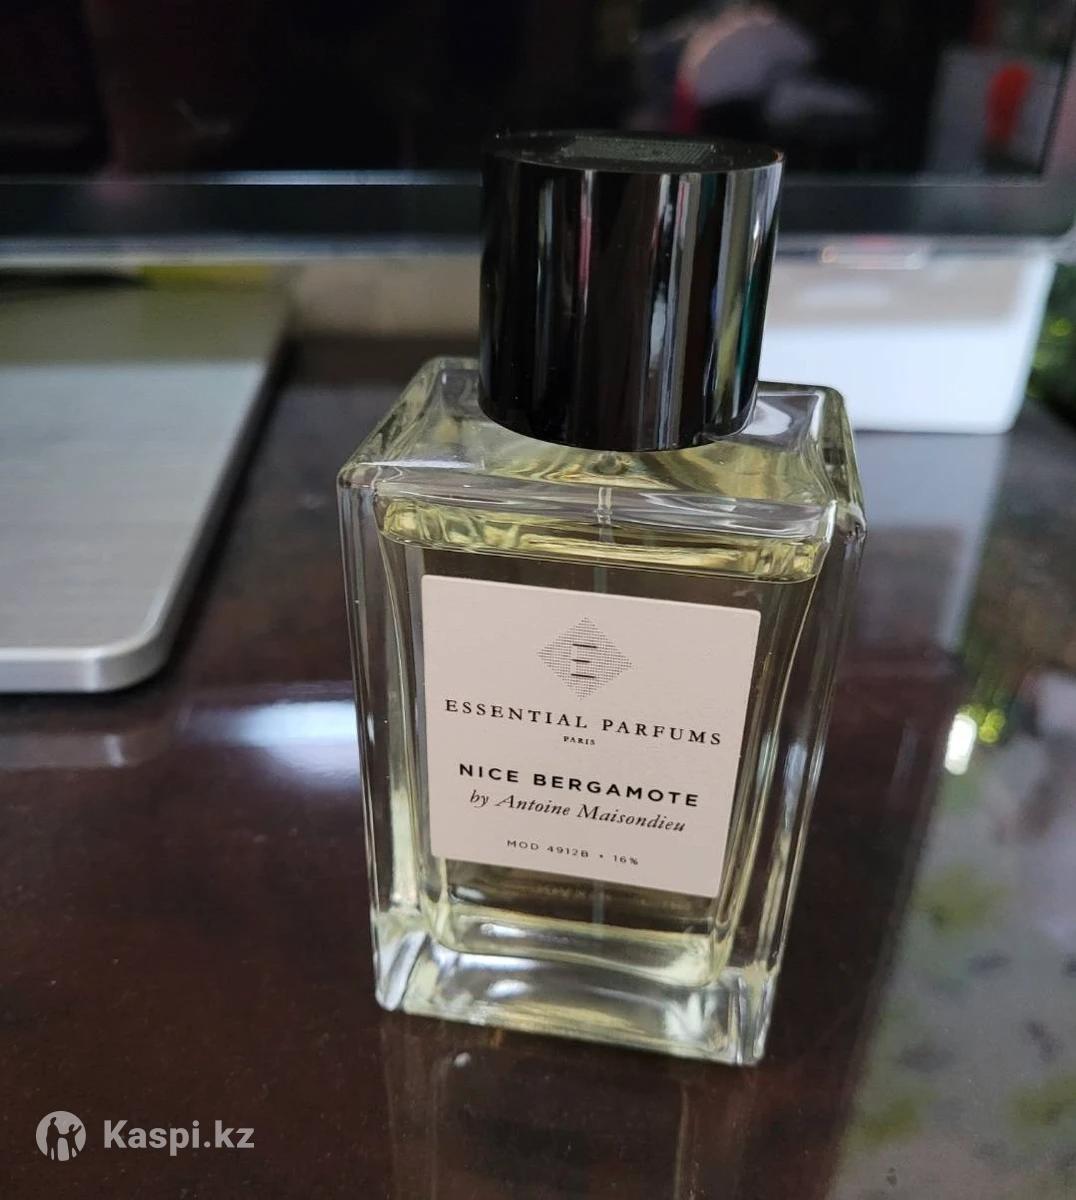 ESSENTIAL PARFUMS
PARIS
NICE BERGAMOTE
by Antoine Maisondieu
MOD 4912B • 16%
Kaspi.kz